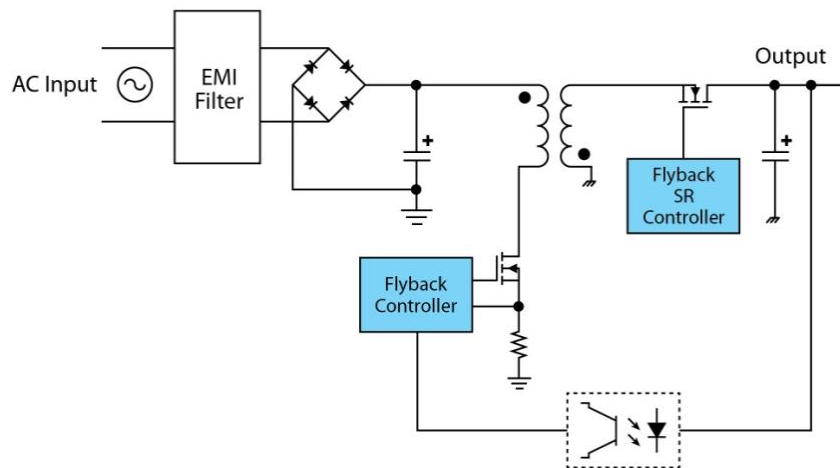 AC Input
EMI
Filter
+
Output
+
Flyback
SR
Controller
Flyback
Controller